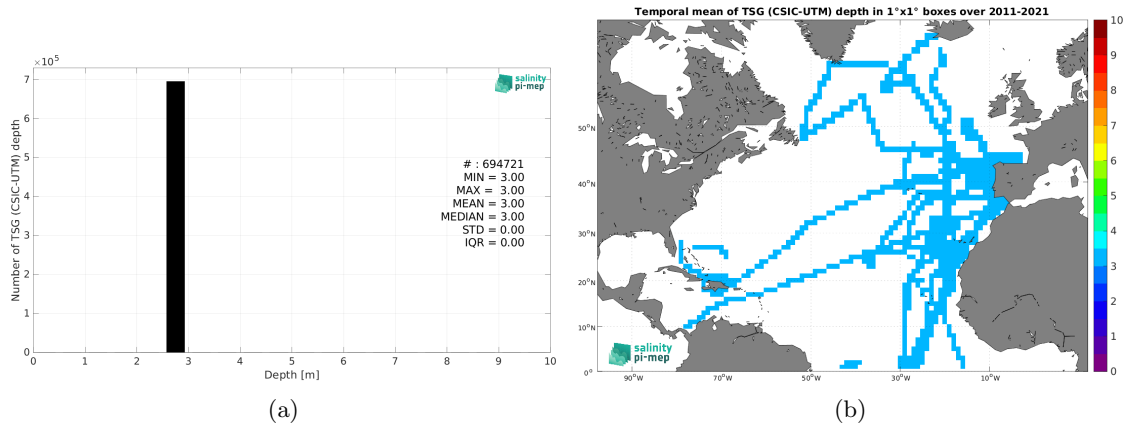 ×10⁵
7
6
5
4
3
2
1
0
Number of TSG (CSIC-UTM) depth
salinity
pi-mep
# : 694721
MIN = 3.00
MAX = 3.00
MEAN = 3.00
MEDIAN = 3.00
STD = 0.00
IQR = 0.00
0 1 2 3 4 5 6 7 8 9 10
Depth [m]
(a)
Temporal mean of TSG (CSIC-UTM) depth in 1°x1° boxes over 2011-2021
50°N
40°N
30°N
20°N
10°N
0°
90°W 70°W 50°W 30°W 10°W
salinity
pi-mep
10
9
8
7
6
5
4
3
2
1
0
(b)